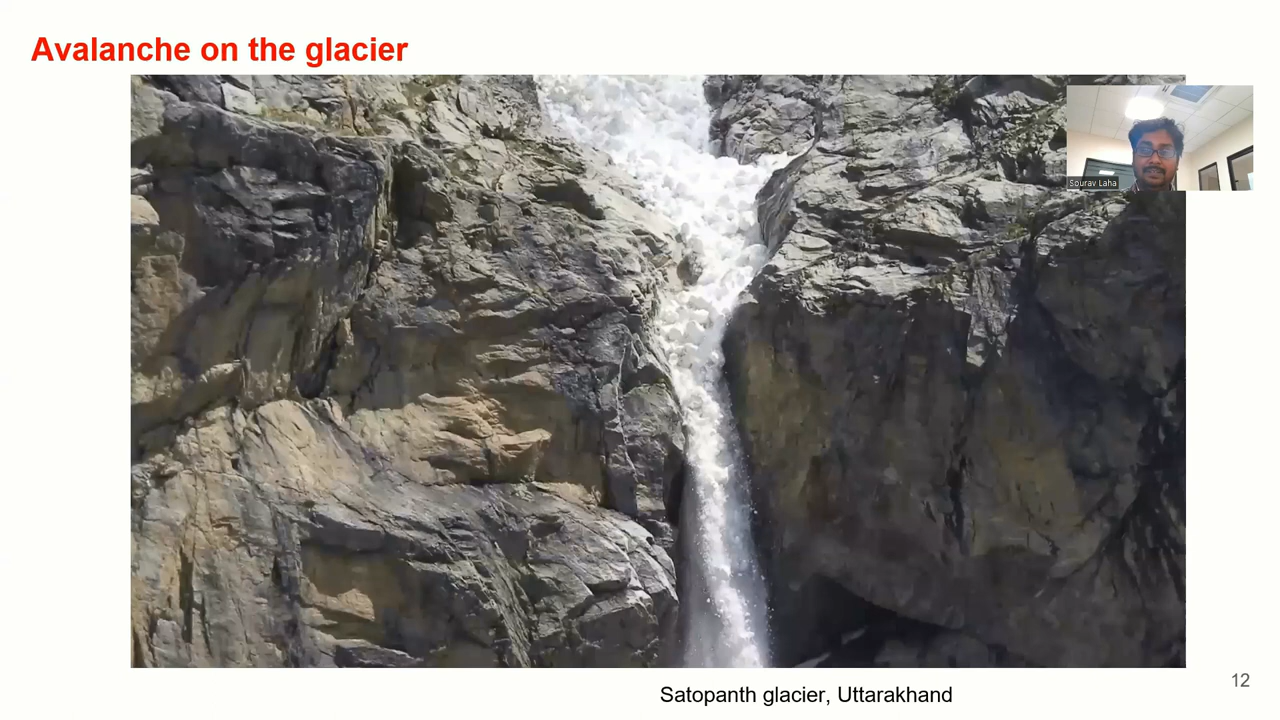 Avalanche on the glacier
Sourav Laha
Satopanth glacier, Uttarakhand
12